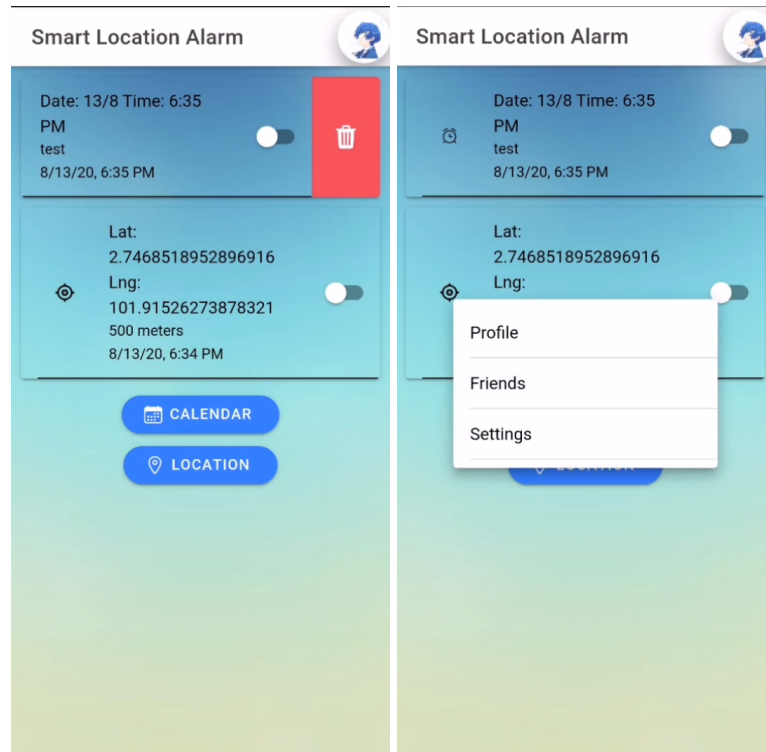 Smart Location Alarm
Date: 13/8 Time: 6:35
PM
test
8/13/20, 6:35 PM
Lat:
2.7468518952896916
Lng:
101.91526273878321
500 meters
8/13/20, 6:34 PM
CALENDAR
LOCATION
Smart Location Alarm
Date: 13/8 Time: 6:35
PM
test
8/13/20, 6:35 PM
Lat:
2.7468518952896916
Lng:
Profile
Friends
Settings
LOCATION